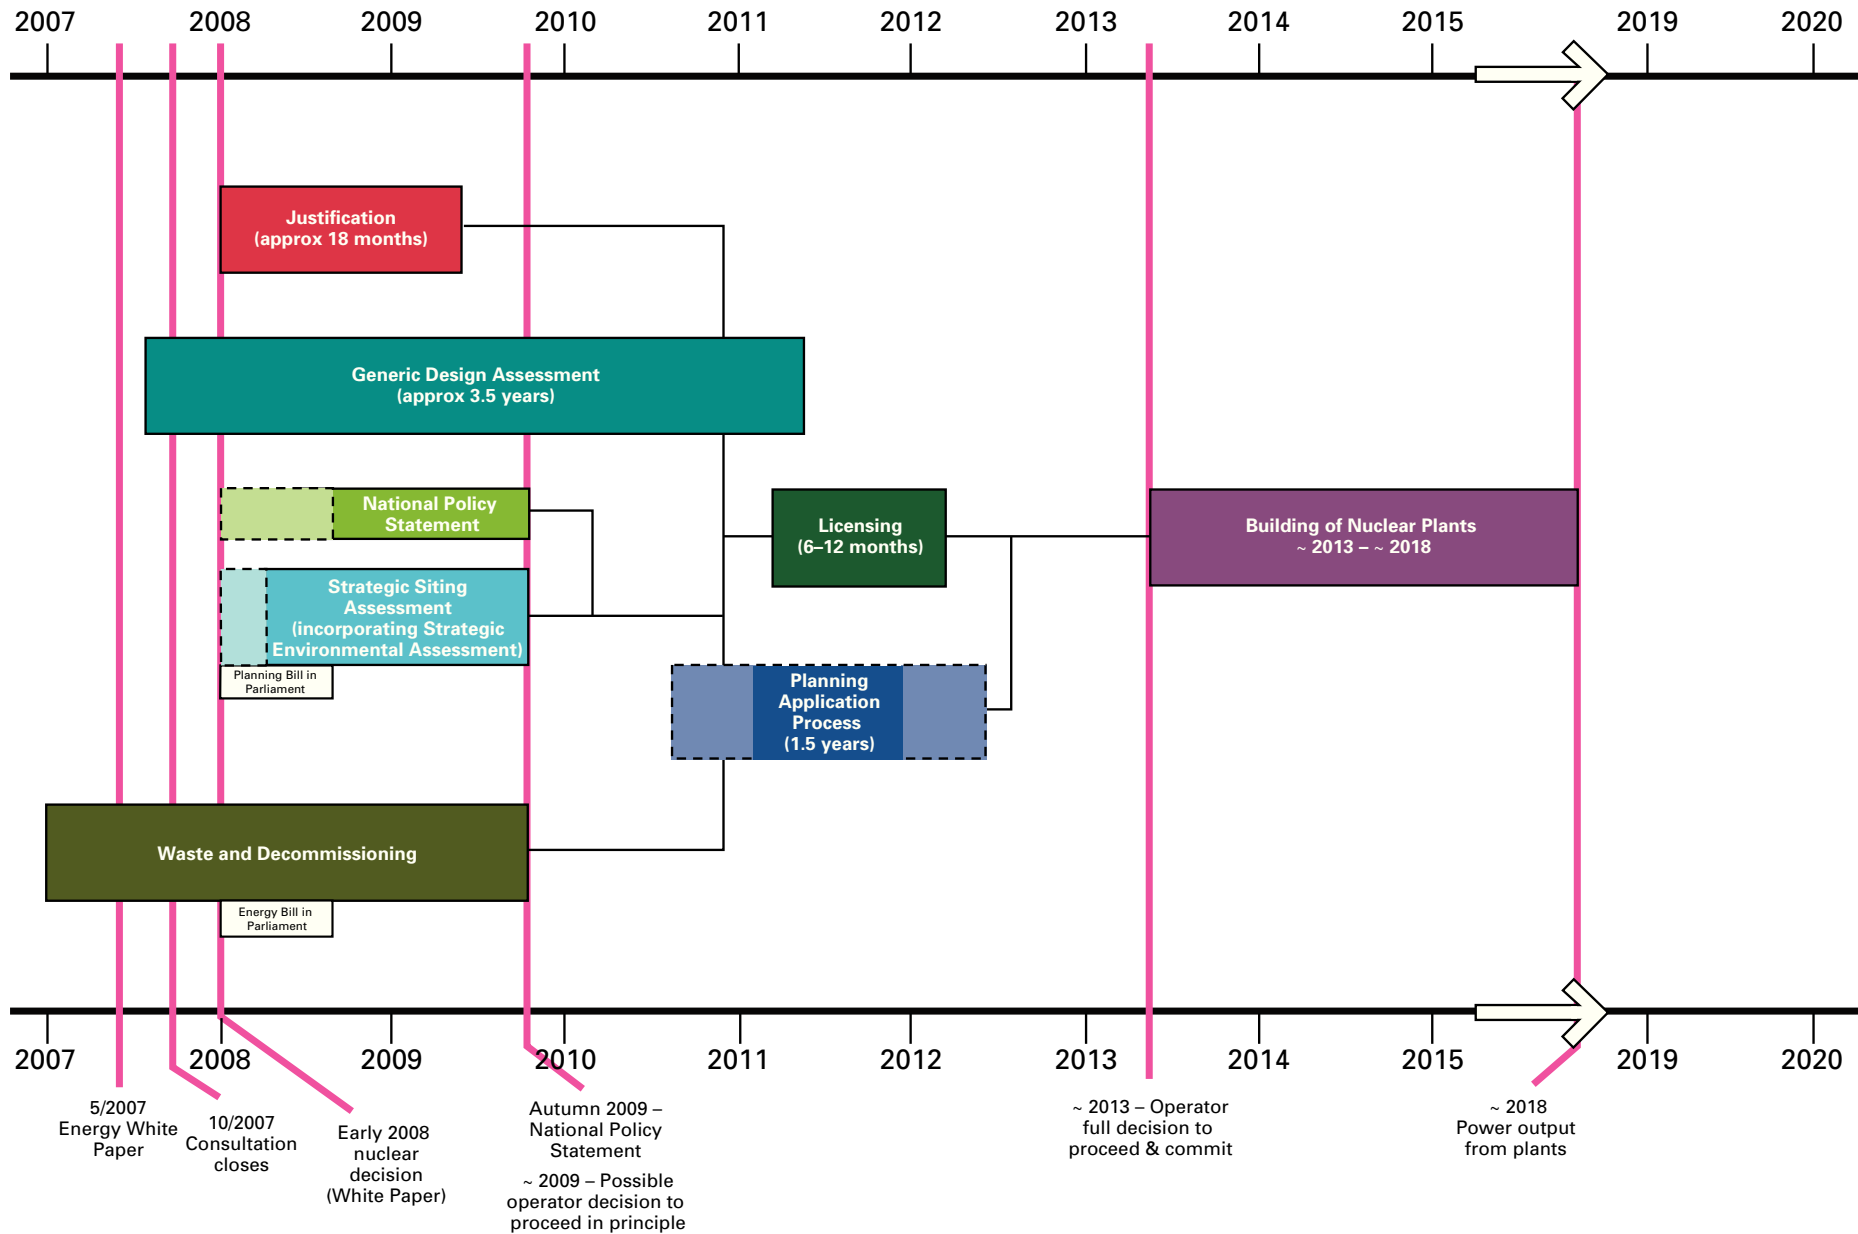 2007 2008 2009 2010 2011 2012 2013 2014 2015 2019 2020
Justification
(approx 18 months)
Generic Design Assessment
(approx 3.5 years)
National Policy
Statement
Licensing
(6–12 months)
Building of Nuclear Plants
~ 2013 – ~ 2018
Strategic Siting
Assessment
(incorporating Strategic
Environmental Assessment)
Planning Bill in
Parliament
Planning
Application
Process
(1.5 years)
Waste and Decommissioning
Energy Bill in
Parliament
2007 2008 2009 2010 2011 2012 2013 2014 2015 2019 2020
5/2007
Energy White
Paper
10/2007
Consultation
closes
Early 2008
nuclear
decision
(White Paper)
Autumn 2009 –
National Policy
Statement
~ 2009 – Possible
operator decision to
proceed in principle
~ 2013 – Operator
full decision to
proceed & commit
~ 2018
Power output
from plants